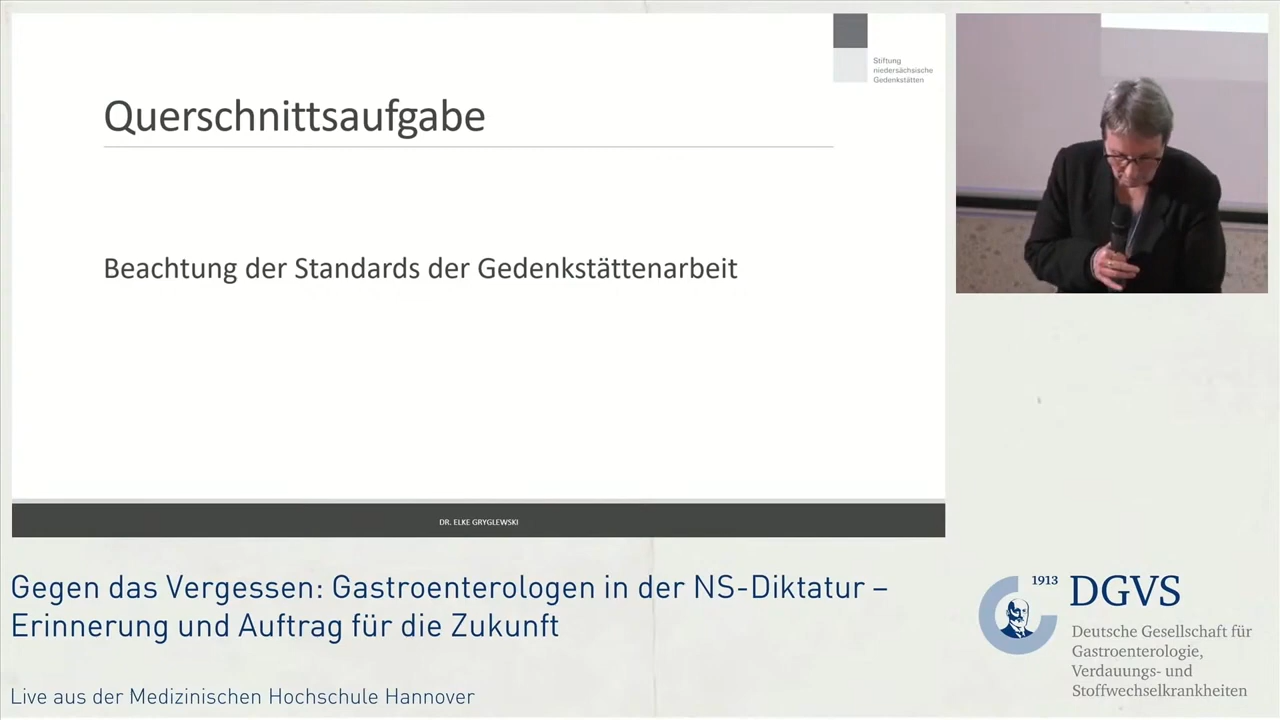 Stiftung
niedersächsische
Gedenkstätten
Querschnittsaufgabe
Beachtung der Standards der Gedenkstättenarbeit
DR. ELKE GRYGLEWSKI
Gegen das Vergessen: Gastroenterologen in der NS-Diktatur –
Erinnerung und Auftrag für die Zukunft
Live aus der Medizinischen Hochschule Hannover
1913 DGVS
Deutsche Gesellschaft für
Gastroenterologie,
Verdauungs- und
Stoffwechselkrankheiten